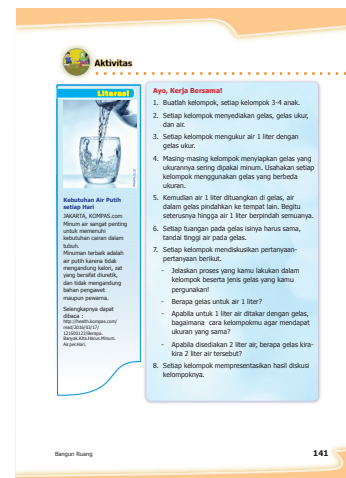 Aktivitas
Literasi
Kebutuhan Air Putih
setiap Hari
JAKARTA, KOMPAS.com
Minum air sangat penting
untuk memenuhi
kebutuhan cairan dalam
tubuh.
Minuman terbaik adalah
air putih karena tidak
mengandung kalori, zat
yang bersifat diuretik,
dan tidak mengandung
bahan pengawet
maupun pewarna.
Selengkapnya dapat
dibaca :
http://health.kompas.com/
read/2016/03/17/
121500123/Berapa.
Banyak.Kita.Harus.Minum.
Air.per.Hari.
Ayo, Kerja Bersama!
1. Buatlah kelompok, setiap kelompok 3-4 anak.
2. Setiap kelompok menyediakan gelas, gelas ukur,
dan air.
3. Setiap kelompok mengukur air 1 liter dengan
gelas ukur.
4. Masing-masing kelompok menyiapkan gelas yang
ukurannya sering dipakai minum. Usahakan setiap
kelompok menggunakan gelas yang berbeda
ukuran.
5. Kemudian air 1 liter dituangkan di gelas, air
dalam gelas pindahkan ke tempat lain. Begitu
seterusnya hingga air 1 liter berpindah semuanya.
6. Setiap tuangan pada gelas isinya harus sama,
tandai tinggi air pada gelas.
7. Setiap kelompok mendiskusikan pertanyaan-
pertanyaan berikut.
- Jelaskan proses yang kamu lakukan dalam
kelompok beserta jenis gelas yang kamu
pergunakan!
- Berapa gelas untuk air 1 liter?
- Apabila untuk 1 liter air ditakar dengan gelas,
bagaimana cara kelompokmu agar mendapat
ukuran yang sama?
- Apabila disediakan 2 liter air, berapa gelas kira-
kira 2 liter air tersebut?
8. Setiap kelompok mempresentasikan hasil diskusi
kelompoknya.
Bangun Ruang
141